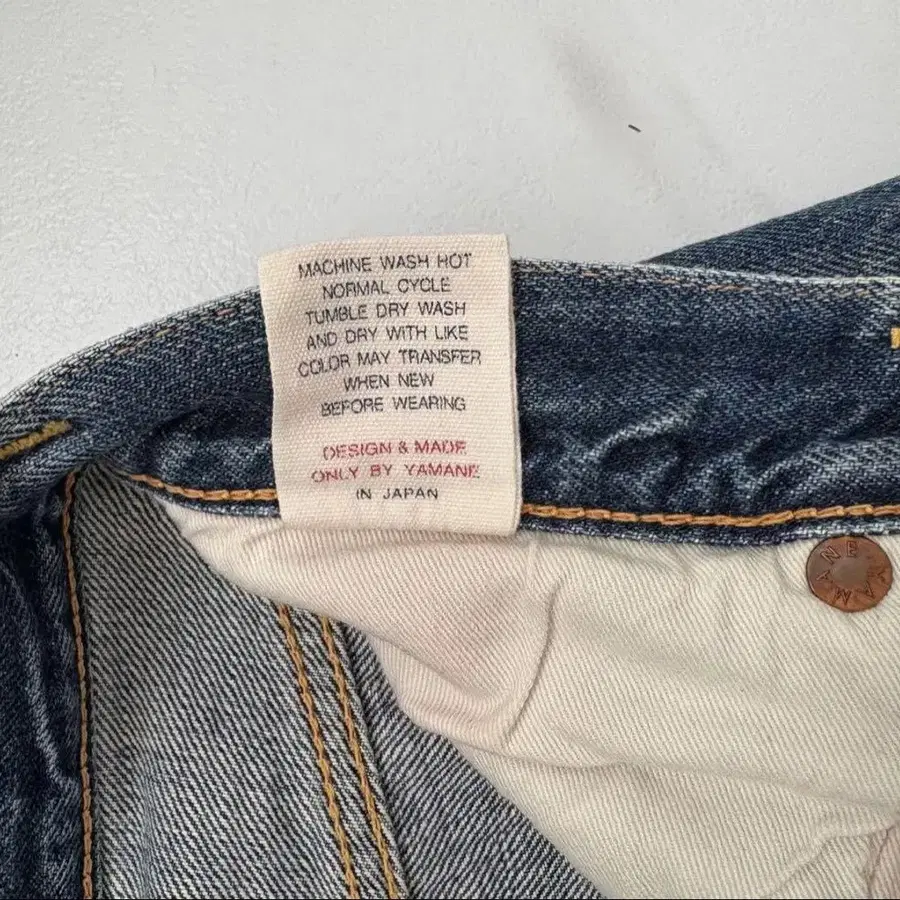 MACHINE WASH HOT
NORMAL CYCLE
TUMBLE DRY WASH
AND DRY WITH LIKE
COLOR MAY TRANSFER
WHEN NEW
BEFORE WEARING
DESIGN & MADE
ONLY BY YAMANE
IN JAPAN
YAMANE